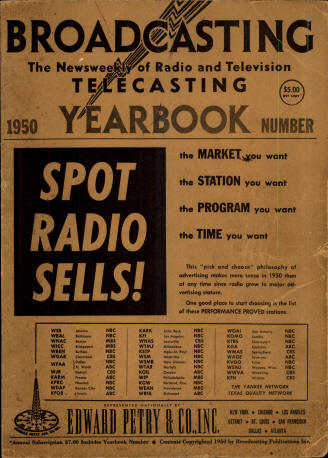 BROADCASTING
The Newsweekly of Radio and Television
TELECASTING
$5.00
1950 YEARBOOK NUMBER
SPOT
RADIO
SELLS!
the MARKET you want
the STATION you want
the PROGRAM you want
the TIME you want
This "pick and choose" philosophy of
advertising makes more sense in 1950 than
at any time since radio grew to major ad-
vertising stature.
One good place to start choosing is the list
of these PERFORMANCE PROVED stations.
WSB Atlanta NBC
WBAL Baltimore NBC
WNAC Boston MBS
WICC Bridgeport MBS
WBEN Buffalo NBC
WGAR Cleveland CBS
WFAA Dallas NBC
Ft. Worth ABC
WJR Detroit CBS
KARM Fresno ABC
KPRC Houston NBC
WDAF Kansas City NBC
KFOR Lincoln ABC
KARK Little Rock NBC
KFI Los Angeles NBC
WHAS Louisville CBS
WTMJ Milwaukee NBC
KSTP Mpls.-St. Paul NBC
WSM Nashville NBC
WTAR Norfolk NBC
KOIL Omaha ABC
WIP Philadelphia MBS
KGW Portland, Ore. NBC
WEAN Providence MBS
WRNL Richmond ABC
WOAI San Antonio NBC
KOMO Seattle ABC
KTBS Shreveport NBC
KGA Spokane ABC
WMAS Springfield CBS
WAGE Syracuse ABC
KVOO Tulsa NBC
WSAU Wausau, Wisc. NBC
WWVA Wheeling CBS
KFH Wichita CBS
THE YANKEE NETWORK
TEXAS QUALITY NETWORK
REPRESENTED NATIONALLY BY
EDWARD PETRY & CO., INC.
NEW YORK • CHICAGO • LOS ANGELES
DETROIT • ST. LOUIS • SAN FRANCISCO
DALLAS • ATLANTA
*Annual Subscription $7.00 Includes Yearbook Number • Contents Copyrighted 1950 by Broadcasting Publications Inc.